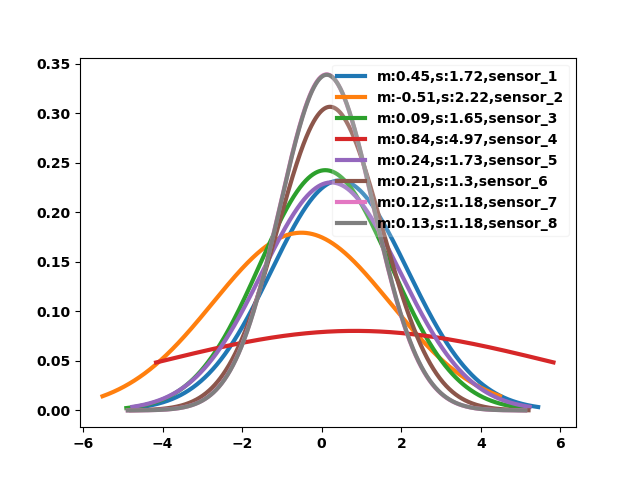 0.35
0.30
0.25
0.20
0.15
0.10
0.05
0.00
−6
−4
−2
0
2
4
6
m:0.45,s:1.72,sensor_1
m:-0.51,s:2.22,sensor_2
m:0.09,s:1.65,sensor_3
m:0.84,s:4.97,sensor_4
m:0.24,s:1.73,sensor_5
m:0.21,s:1.3,sensor_6
m:0.12,s:1.18,sensor_7
m:0.13,s:1.18,sensor_8